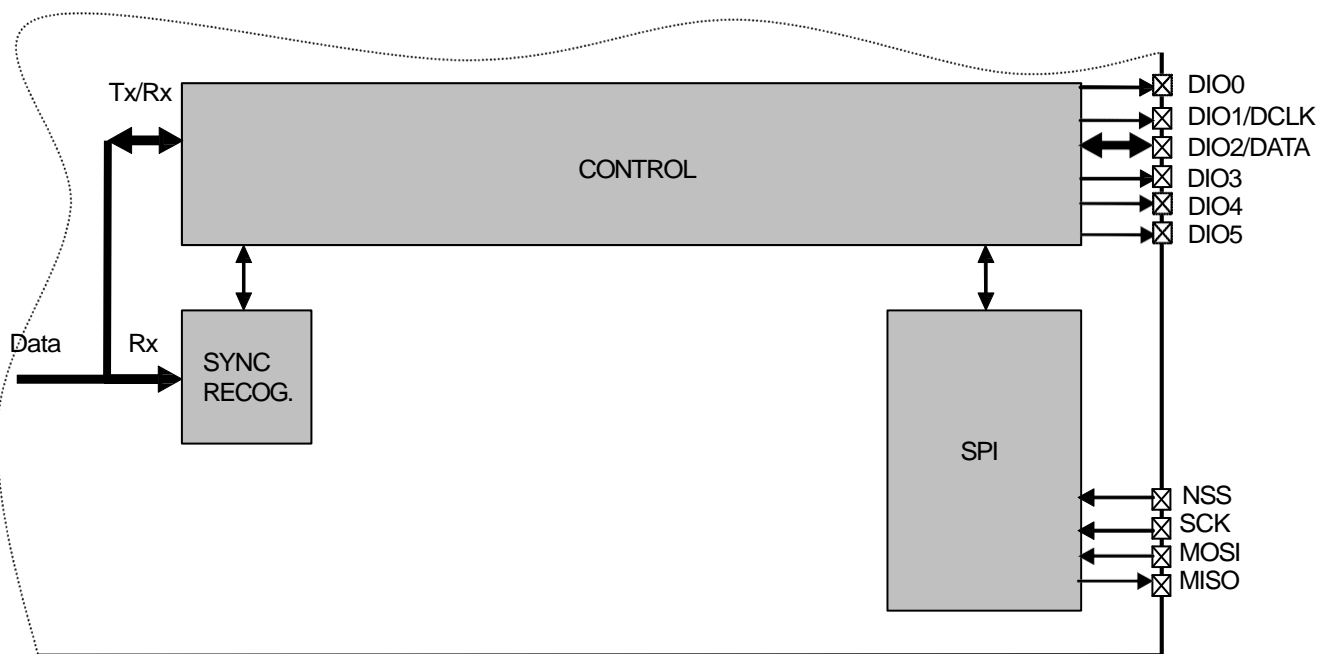 Tx/Rx
CONTROL
DIO0
DIO1/DCLK
DIO2/DATA
DIO3
DIO4
DIO5
Data
Rx
SYNC
RECOG.
SPI
NSS
SCK
MOSI
MISO